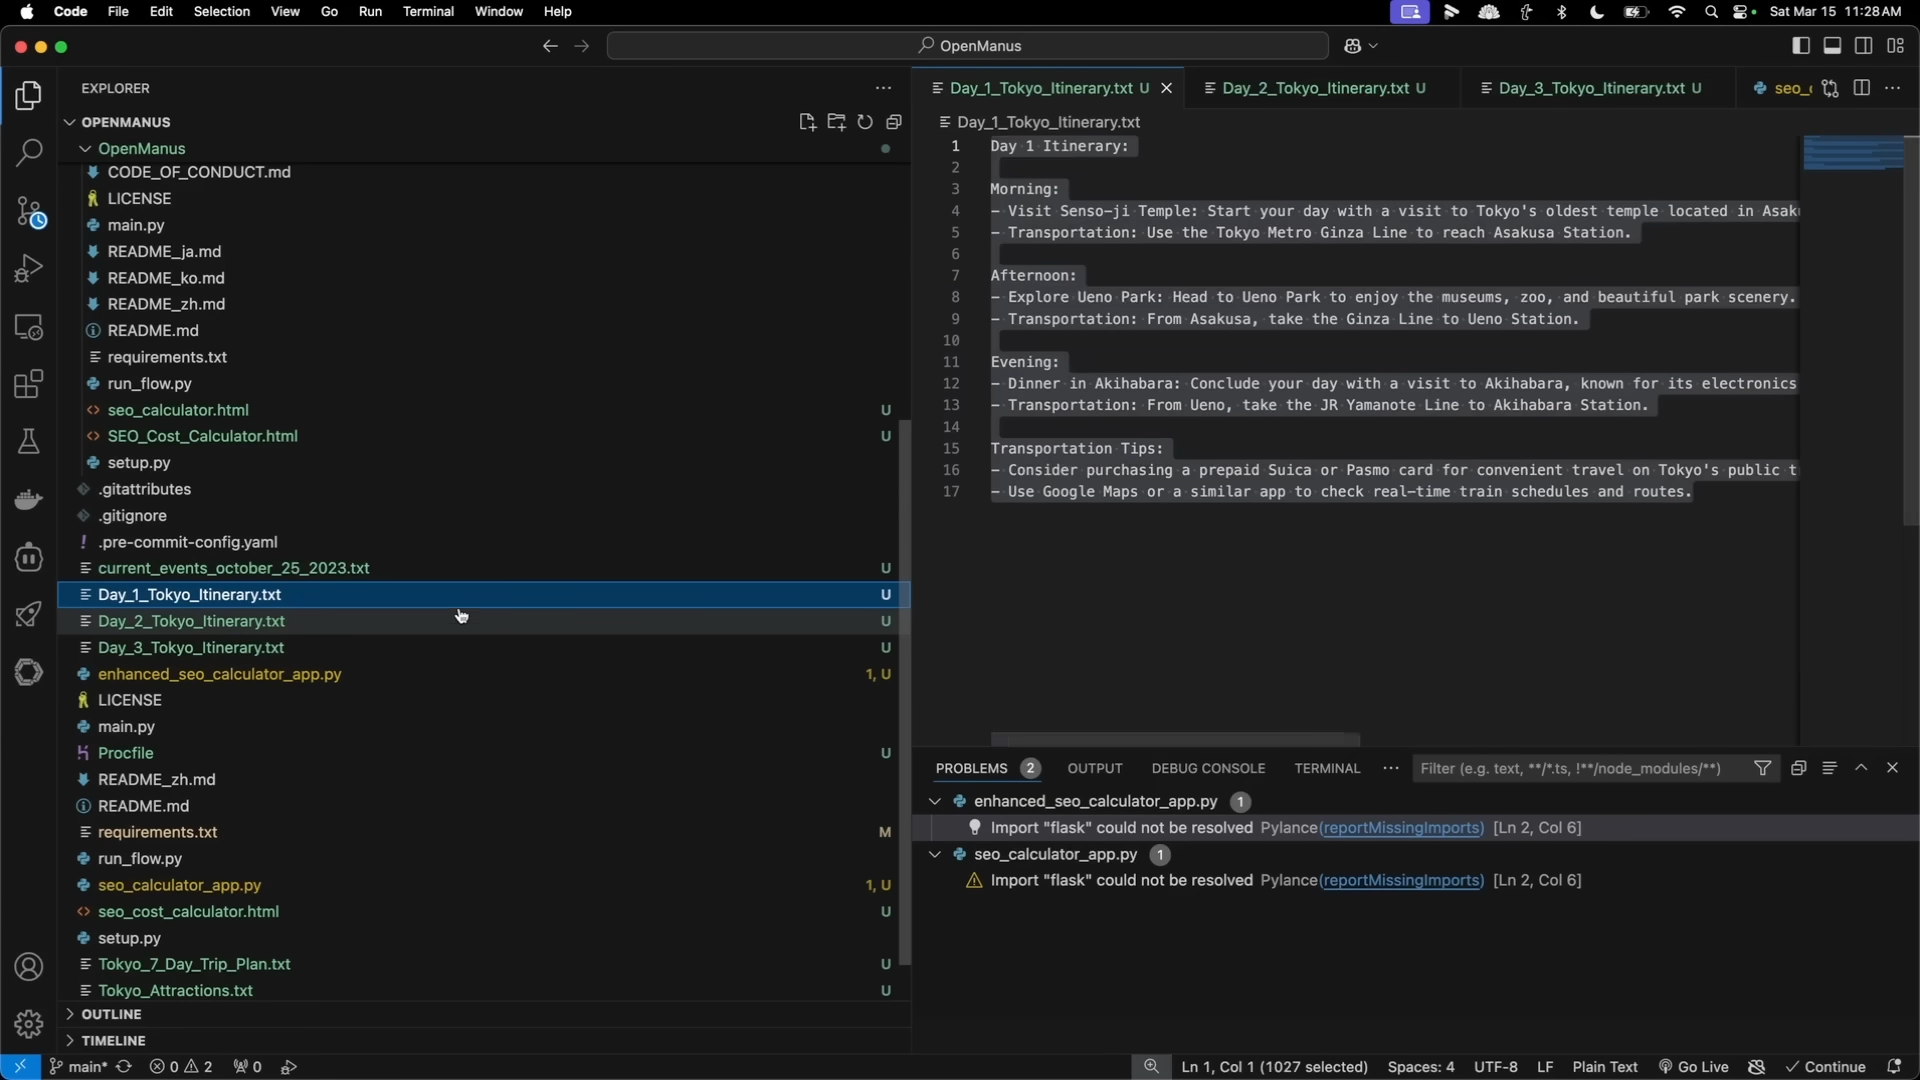 Code File Edit Selection View Go Run Terminal Window Help Sat Mar 15 11:28 AM
OpenManus
EXPLORER
OPENMANUS
OpenManus
CODE_OF_CONDUCT.md
LICENSE
main.py
README_ja.md
README_ko.md
README_zh.md
README.md
requirements.txt
run_flow.py
seo_calculator.html U
SEO_Cost_Calculator.html U
setup.py
.gitattributes
.gitignore
.pre-commit-config.yaml
current_events_october_25_2023.txt U
Day_1_Tokyo_Itinerary.txt U
Day_2_Tokyo_Itinerary.txt U
Day_3_Tokyo_Itinerary.txt U
enhanced_seo_calculator_app.py 1, U
LICENSE
main.py
Procfile U
README_zh.md
README.md
requirements.txt M
run_flow.py
seo_calculator_app.py 1, U
seo_cost_calculator.html U
setup.py
Tokyo_7_Day_Trip_Plan.txt U
Tokyo_Attractions.txt U
OUTLINE
TIMELINE
Day_1_Tokyo_Itinerary.txt U Day_2_Tokyo_Itinerary.txt U Day_3_Tokyo_Itinerary.txt U seo_c
Day_1_Tokyo_Itinerary.txt
1 Day 1 Itinerary:
2
3 Morning:
4 - Visit Senso-ji Temple: Start your day with a visit to Tokyo's oldest temple located in Asaku
5 - Transportation: Use the Tokyo Metro Ginza Line to reach Asakusa Station.
6
7 Afternoon:
8 - Explore Ueno Park: Head to Ueno Park to enjoy the museums, zoo, and beautiful park scenery.
9 - Transportation: From Asakusa, take the Ginza Line to Ueno Station.
10
11 Evening:
12 - Dinner in Akihabara: Conclude your day with a visit to Akihabara, known for its electronics
13 - Transportation: From Ueno, take the JR Yamanote Line to Akihabara Station.
14
15 Transportation Tips:
16 - Consider purchasing a prepaid Suica or Pasmo card for convenient travel on Tokyo's public t
17 - Use Google Maps or a similar app to check real-time train schedules and routes.
PROBLEMS 2 OUTPUT DEBUG CONSOLE TERMINAL Filter (e.g. text, **/*.ts, !**/node_modules/**)
enhanced_seo_calculator_app.py 1
Import "flask" could not be resolved Pylance(reportMissingImports) [Ln 2, Col 6]
seo_calculator_app.py 1
Import "flask" could not be resolved Pylance(reportMissingImports) [Ln 2, Col 6]
main* 0 2 0 Ln 1, Col 1 (1027 selected) Spaces: 4 UTF-8 LF Plain Text Go Live Continue